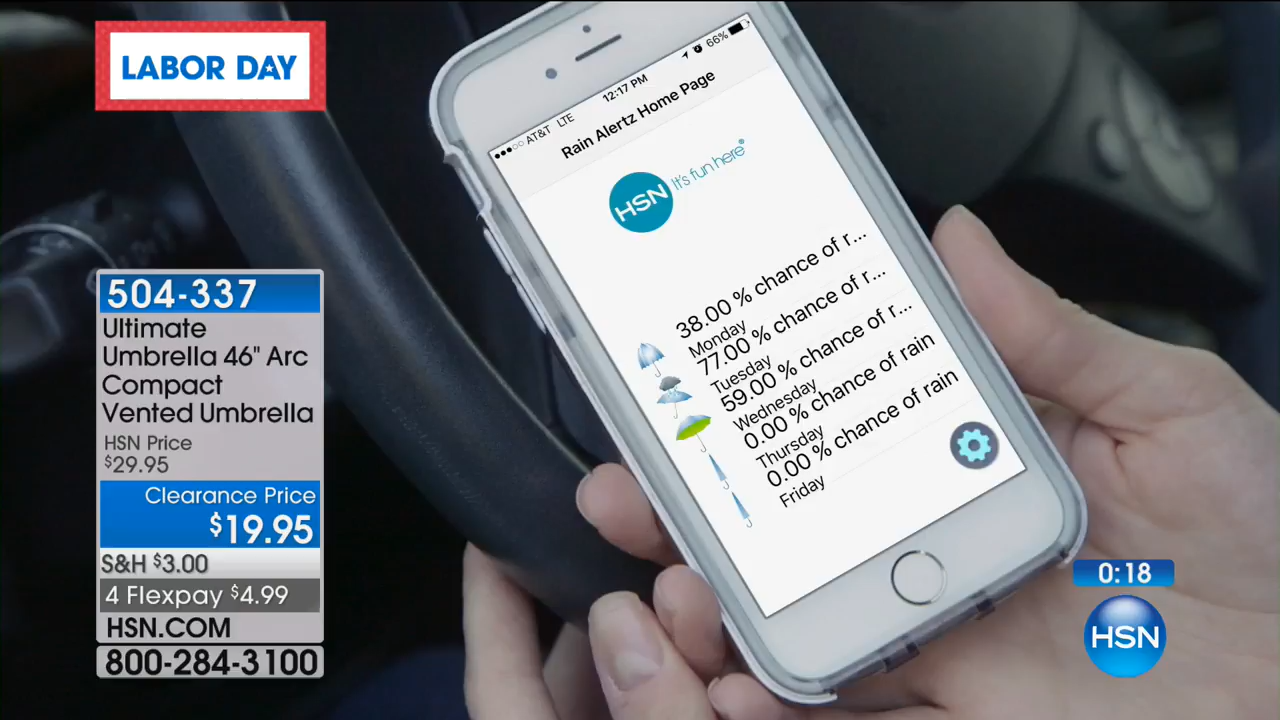 LABOR DAY
504-337
Ultimate
Umbrella 46" Arc
Compact
Vented Umbrella
HSN Price
$29.95
Clearance Price
$19.95
S&H $3.00
4 Flexpay $4.99
HSN.COM
800-284-3100
AT&T LTE 12:17 PM 66%
Rain Alertz Home Page
HSN It's fun here®
38.00 % chance of r...
Monday
77.00 % chance of r...
Tuesday
59.00 % chance of r...
Wednesday
0.00 % chance of rain
Thursday
0.00 % chance of rain
Friday
0:18
HSN